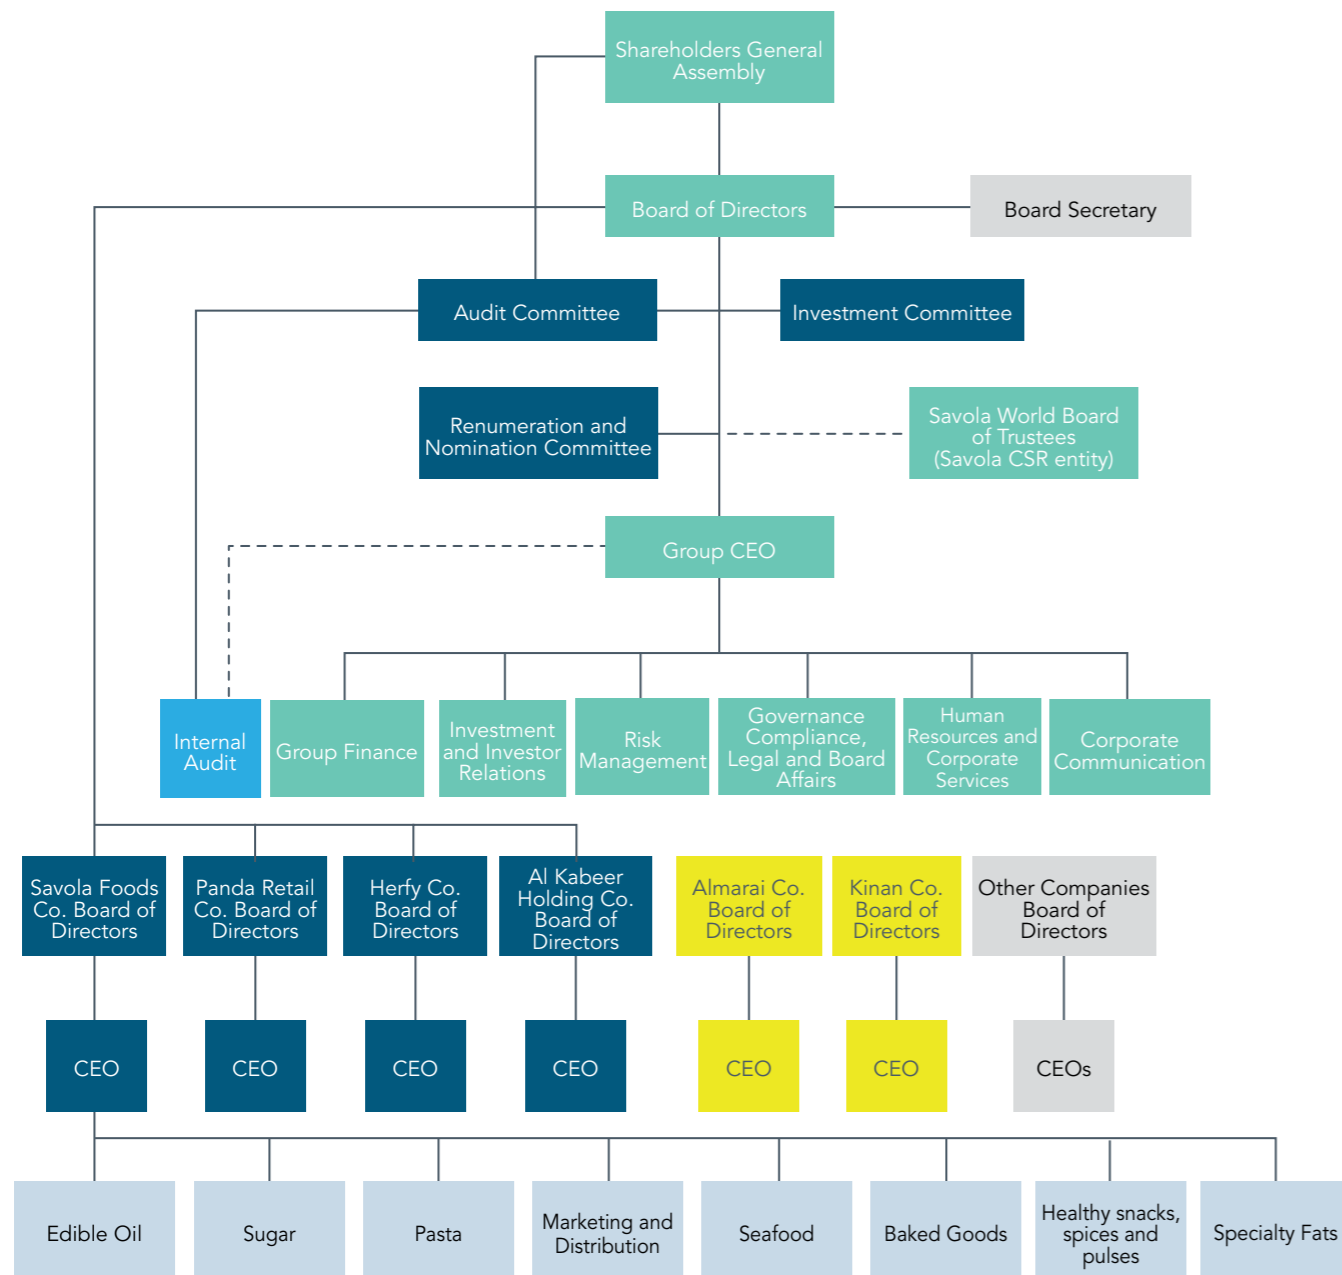 Shareholders General
Assembly
Board of Directors
Board Secretary
Audit Committee
Investment Committee
Renumeration and
Nomination Committee
Savola World Board
of Trustees
(Savola CSR entity)
Group CEO
Internal
Audit
Group Finance
Investment
and Investor
Relations
Risk
Management
Governance
Compliance,
Legal and Board
Affairs
Human
Resources and
Corporate
Services
Corporate
Communication
Savola Foods
Co. Board of
Directors
Panda Retail
Co. Board of
Directors
Herfy Co.
Board of
Directors
Al Kabeer
Holding Co.
Board of
Directors
Almarai Co.
Board of
Directors
Kinan Co.
Board of
Directors
Other Companies
Board of
Directors
CEO
CEO
CEO
CEO
CEO
CEO
CEOs
Edible Oil
Sugar
Pasta
Marketing and
Distribution
Seafood
Baked Goods
Healthy snacks,
spices and
pulses
Specialty Fats